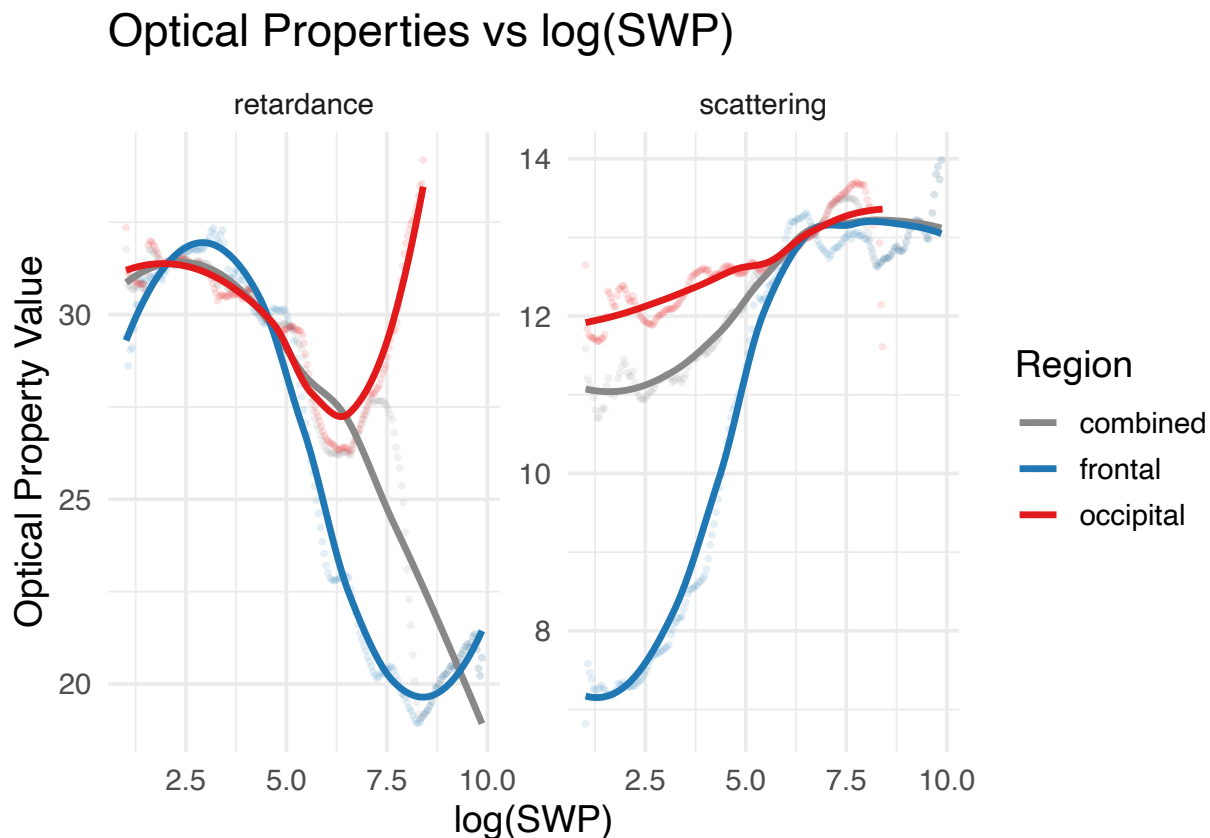 Optical Properties vs log(SWP)
retardance
scattering
Optical Property Value
30
25
20
14
12
10
8
2.5 5.0 7.5 10.0
2.5 5.0 7.5 10.0
log(SWP)
Region
combined
frontal
occipital